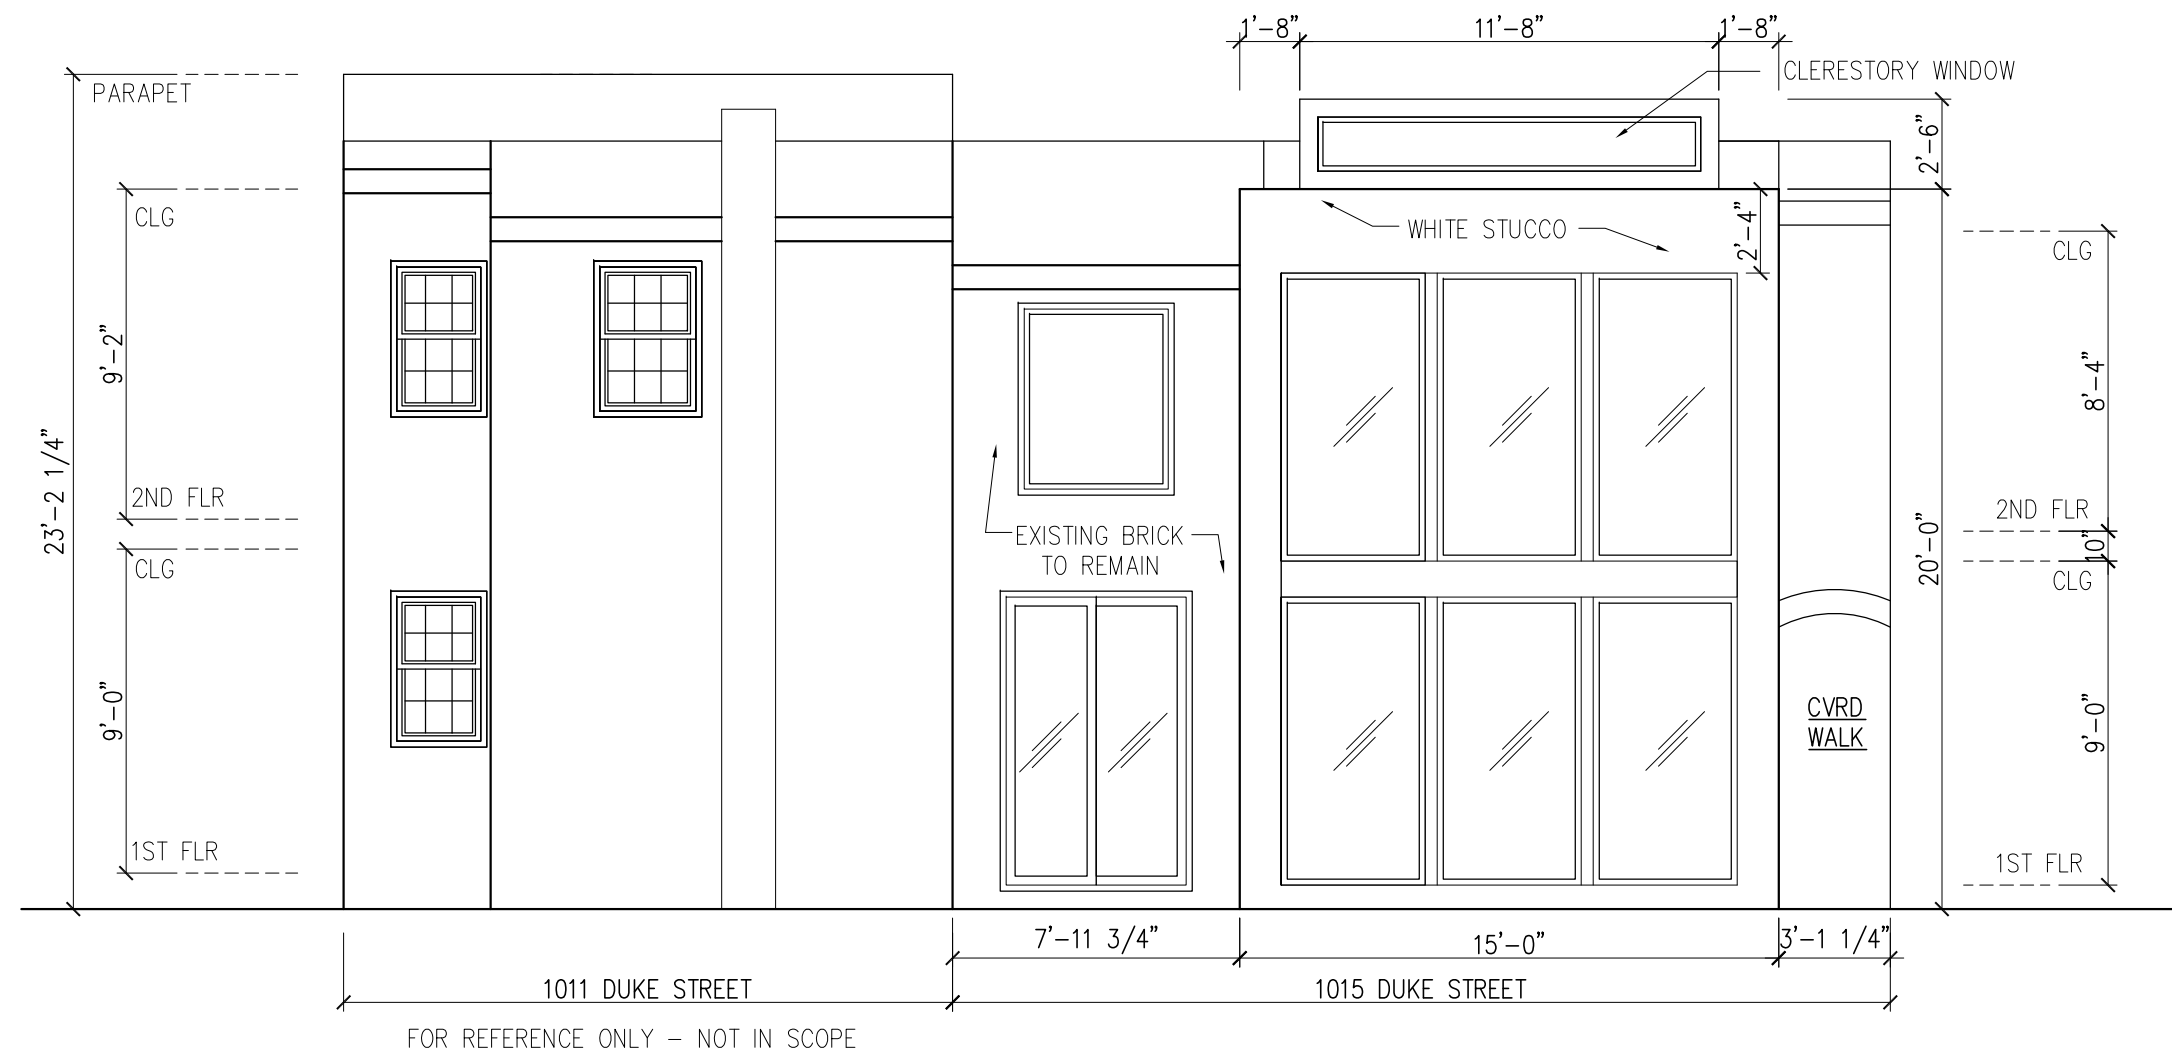 1'-8" 11'-8" 1'-8"
CLERESTORY WINDOW
PARAPET
2'-6"
CLG
WHITE STUCCO
2'-4"
CLG
9'-2"
8'-4"
23'-2 1/4"
2ND FLR
2ND FLR
EXISTING BRICK
TO REMAIN
10"
20'-0"
CLG
CLG
9'-0"
CVRD
WALK
9'-0"
1ST FLR
1ST FLR
7'-11 3/4" 15'-0" 3'-1 1/4"
1011 DUKE STREET 1015 DUKE STREET
FOR REFERENCE ONLY – NOT IN SCOPE